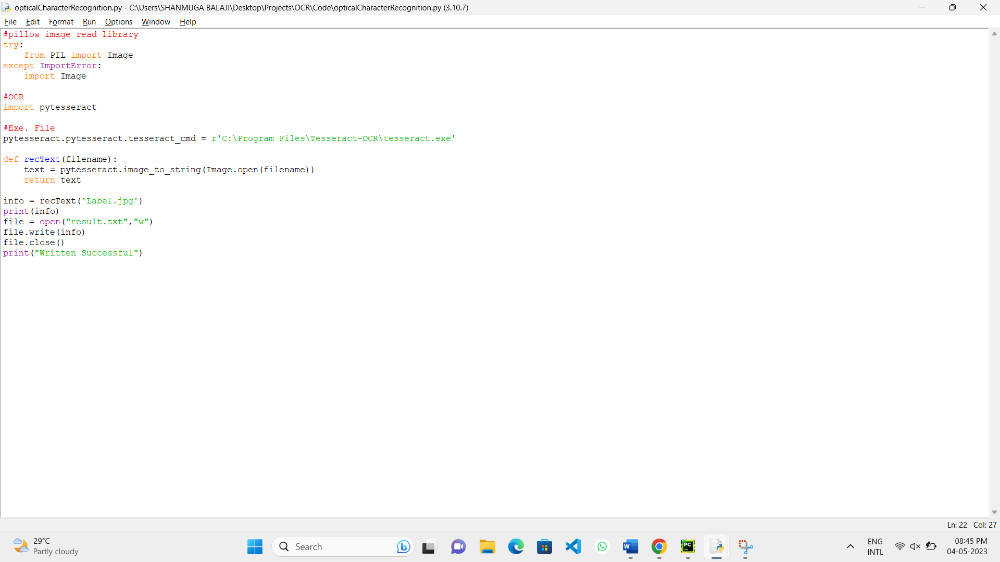 opticalCharacterRecognition.py - C:\Users\SHANMUGA BALAJI\Desktop\Projects\OCR\Code\opticalCharacterRecognition.py (3.10.7)
File Edit Format Run Options Window Help
#pillow image read library
try:
    from PIL import Image
except ImportError:
    import Image

#OCR
import pytesseract

#Exe. File
pytesseract.pytesseract.tesseract_cmd = r'C:\Program Files\Tesseract-OCR\tesseract.exe'

def recText(filename):
    text = pytesseract.image_to_string(Image.open(filename))
    return text

info = recText('Label.jpg')
print(info)
file = open("result.txt","w")
file.write(info)
file.close()
print("Written Successful")
Ln: 22 Col: 27
29°C
Partly cloudy
Search
W
PC
ENG
INTL
08:45 PM
04-05-2023